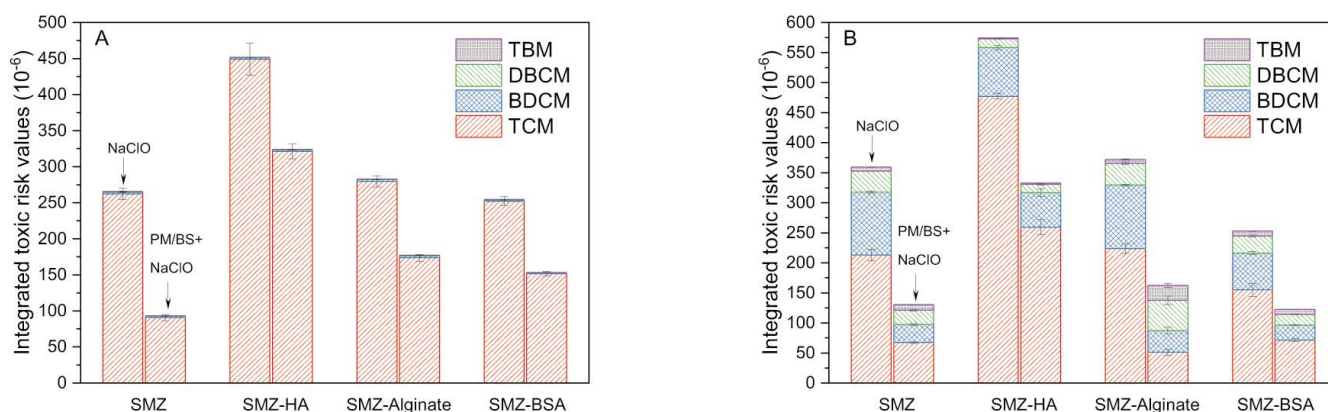 A
Integrated toxic risk values (10⁻⁶)
500
450
400
350
300
250
200
150
100
50
0
TBM
DBCM
BDCM
TCM
NaClO
PM/BS+
NaClO
SMZ
SMZ-HA
SMZ-Alginate
SMZ-BSA
B
Integrated toxic risk values (10⁻⁶)
600
550
500
450
400
350
300
250
200
150
100
50
0
TBM
DBCM
BDCM
TCM
NaClO
PM/BS+
NaClO
SMZ
SMZ-HA
SMZ-Alginate
SMZ-BSA